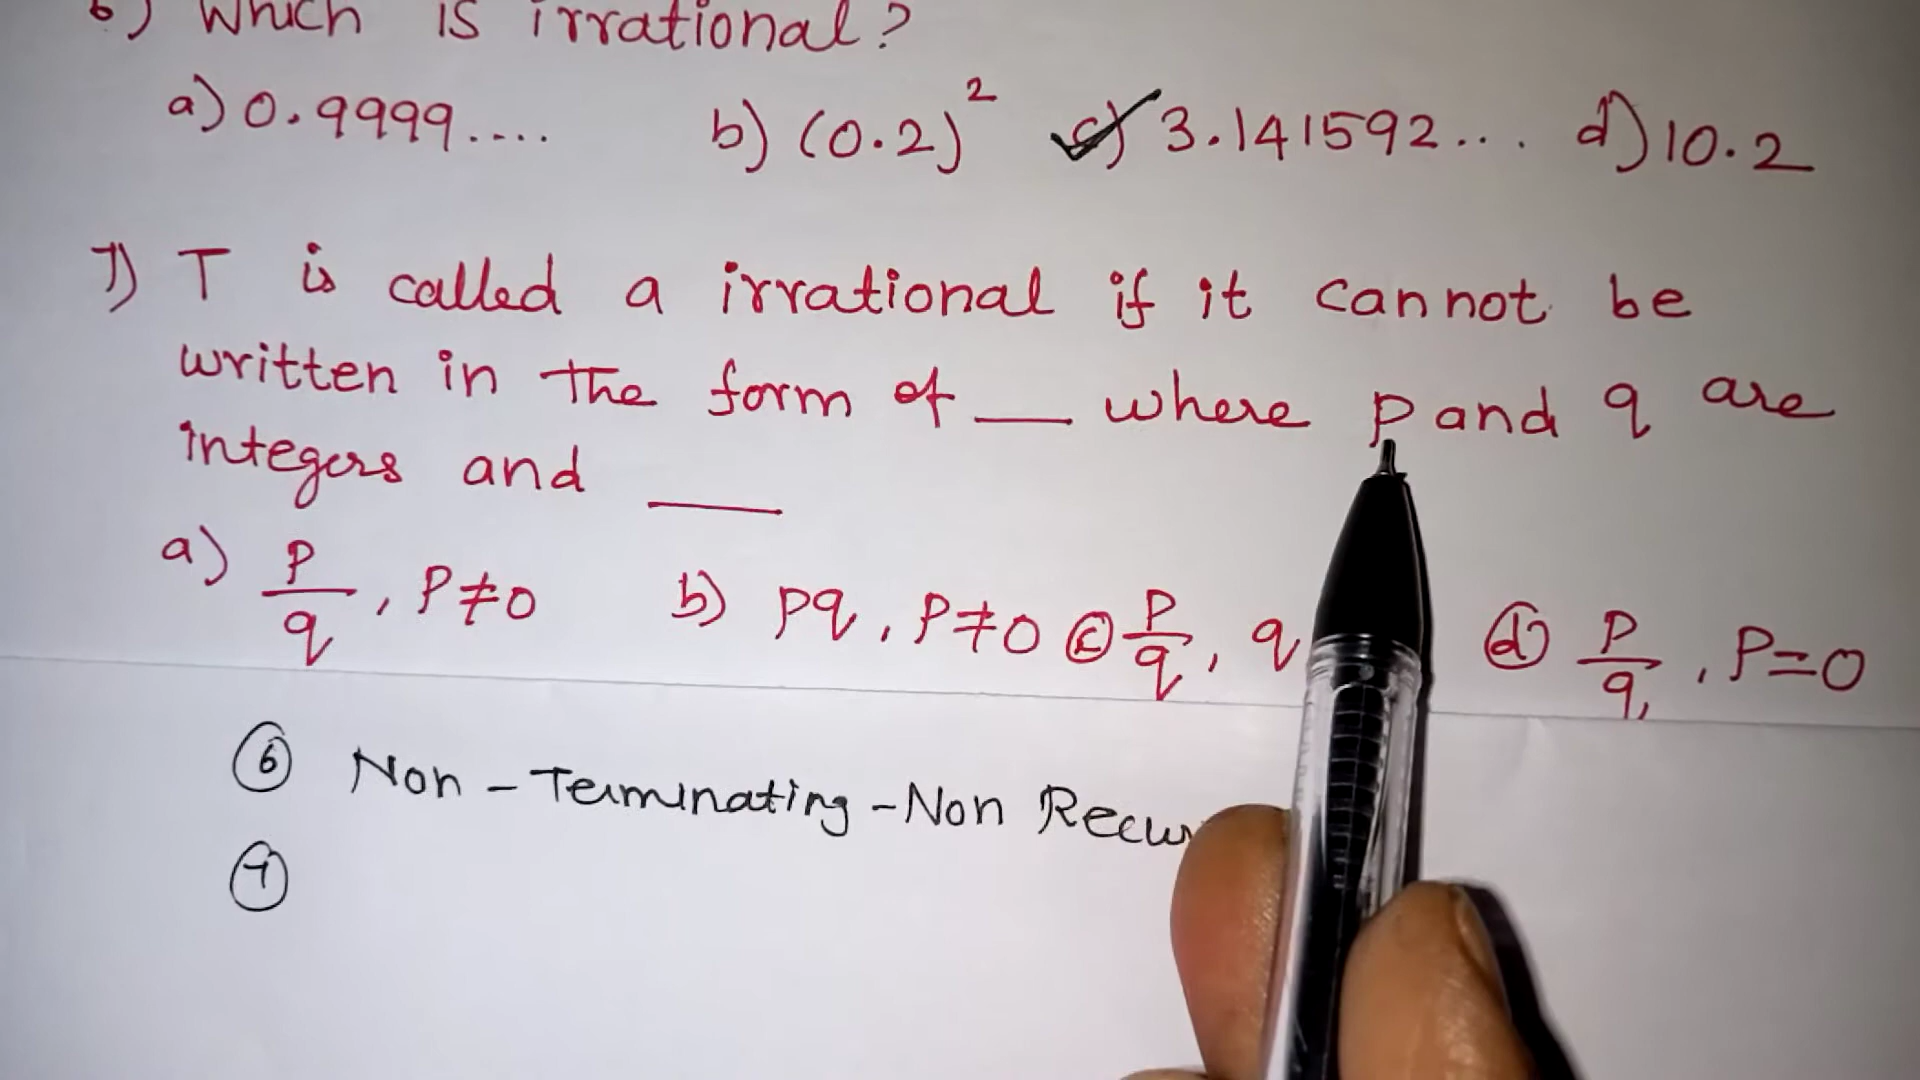 6) Which is irrational?
a) 0.9999.... b) (0.2)² c) 3.141592... d) 10.2
7) T is called a irrational if it cannot be
written in the form of __ where p and q are
integers and ___
a) p/q, P≠0 b) pq, P≠0 ⓒ p/q, q ⓓ p/q, P=0
⑥ Non-Terminating-Non
⑦